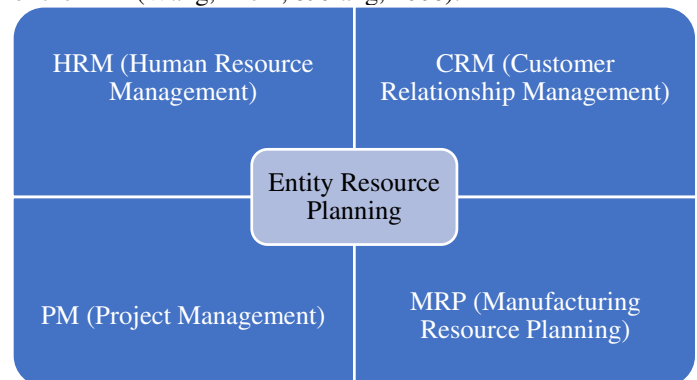 HRM (Human Resource
Management)
CRM (Customer
Relationship Management)
Entity Resource
Planning
PM (Project Management)
MRP (Manufacturing
Resource Planning)